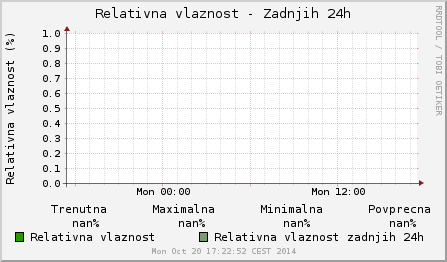 Relativna vlaznost - Zadnjih 24h
RRDTOOL / TOBI OETIKER
Relativna vlaznost (%)
1.0
0.9
0.8
0.7
0.6
0.5
0.4
0.3
0.2
0.1
0.0
Mon 00:00 Mon 12:00
Trenutna Maximalna Minimalna Povprecna
nan% nan% nan% nan%
Relativna vlaznost Relativna vlaznost zadnjih 24h
Mon Oct 20 17:22:52 CEST 2014